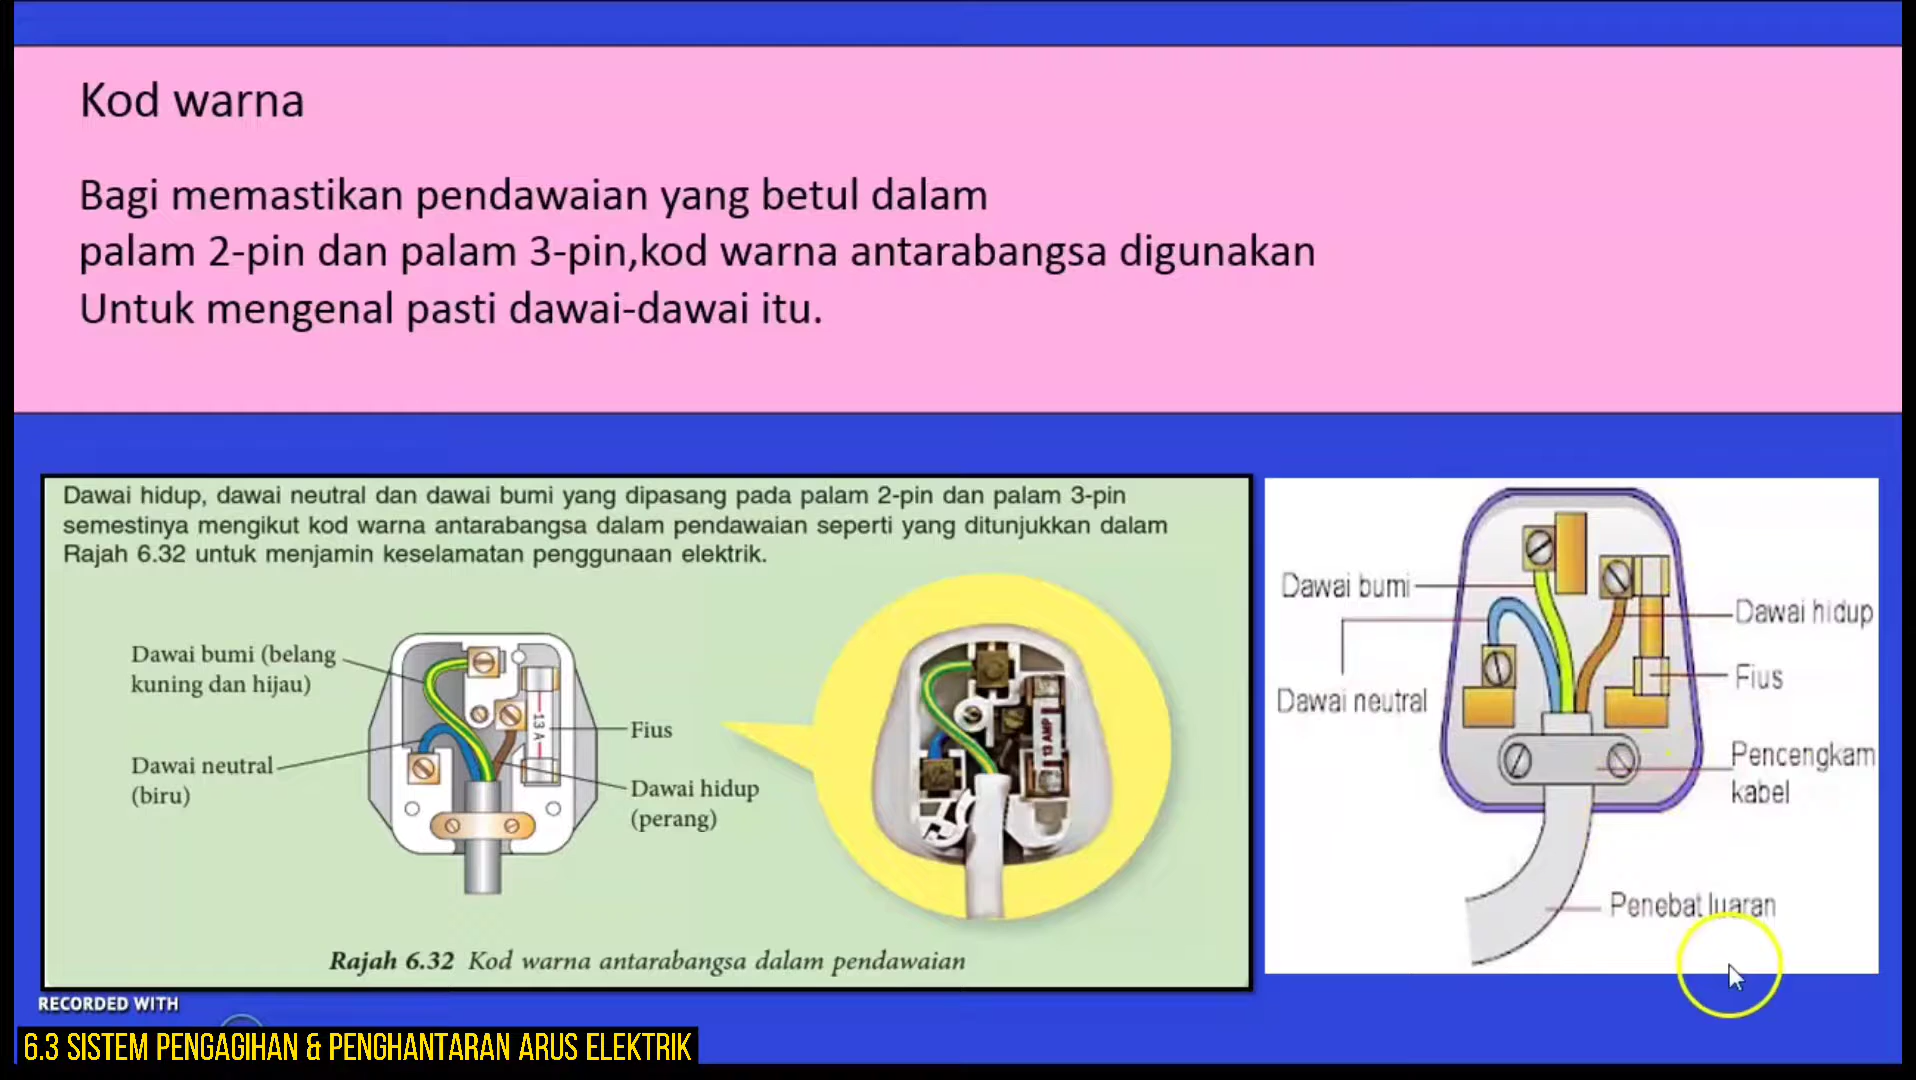 Kod warna
Bagi memastikan pendawaian yang betul dalam
palam 2-pin dan palam 3-pin,kod warna antarabangsa digunakan
Untuk mengenal pasti dawai-dawai itu.
Dawai hidup, dawai neutral dan dawai bumi yang dipasang pada palam 2-pin dan palam 3-pin
semestinya mengikut kod warna antarabangsa dalam pendawaian seperti yang ditunjukkan dalam
Rajah 6.32 untuk menjamin keselamatan penggunaan elektrik.
Dawai bumi (belang
kuning dan hijau)
Dawai neutral
(biru)
13 A
Fius
Dawai hidup
(perang)
13 AMP
Rajah 6.32 Kod warna antarabangsa dalam pendawaian
Dawai bumi
Dawai neutral
Dawai hidup
Fius
Pencengkam
kabel
Penebat luaran
RECORDED WITH
6.3 SISTEM PENGAGIHAN & PENGHANTARAN ARUS ELEKTRIK